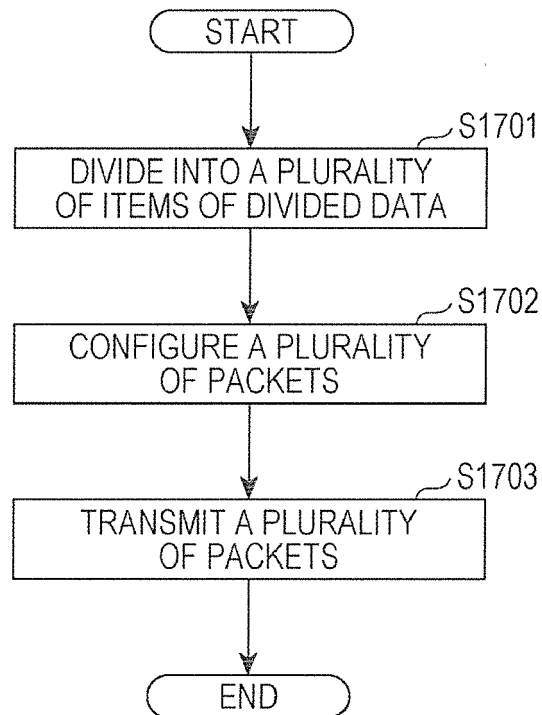 START
S1701
DIVIDE INTO A PLURALITY
OF ITEMS OF DIVIDED DATA
S1702
CONFIGURE A PLURALITY
OF PACKETS
S1703
TRANSMIT A PLURALITY
OF PACKETS
END